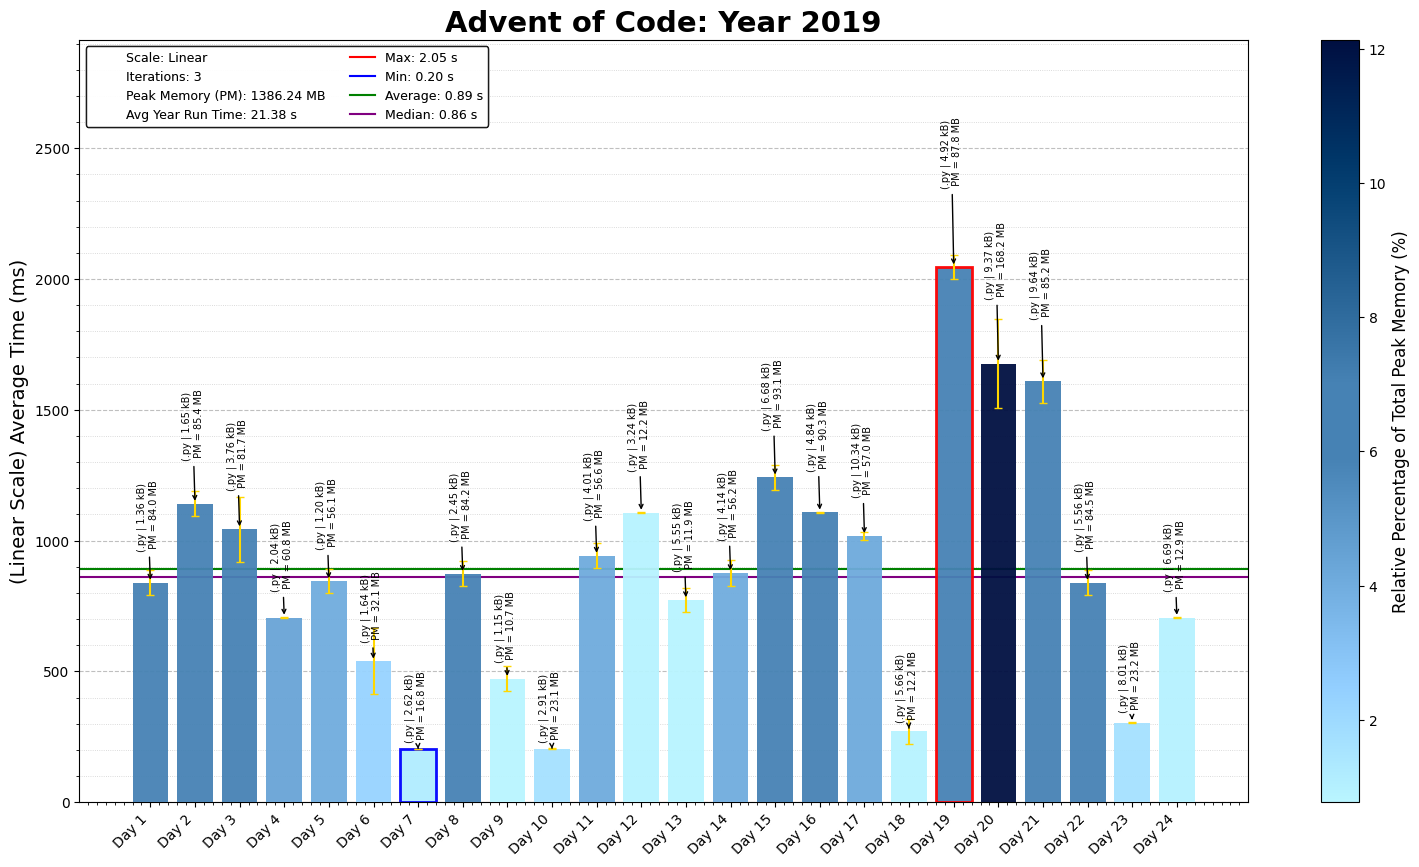 Advent of Code: Year 2019
Scale: Linear
Iterations: 3
Peak Memory (PM): 1386.24 MB
Avg Year Run Time: 21.38 s
Max: 2.05 s
Min: 0.20 s
Average: 0.89 s
Median: 0.86 s
(Linear Scale) Average Time (ms)
2500
2000
1500
1000
500
0
(.py | 1.36 kB)
PM = 84.0 MB
(.py | 1.65 kB)
PM = 85.4 MB
(.py | 3.76 kB)
PM = 81.7 MB
(.py | 2.04 kB)
PM = 60.8 MB
(.py | 1.20 kB)
PM = 56.1 MB
(.py | 1.64 kB)
PM = 32.1 MB
(.py | 2.62 kB)
PM = 16.8 MB
(.py | 2.45 kB)
PM = 84.2 MB
(.py | 1.15 kB)
PM = 10.7 MB
(.py | 2.91 kB)
PM = 23.1 MB
(.py | 4.01 kB)
PM = 56.6 MB
(.py | 3.24 kB)
PM = 12.2 MB
(.py | 5.55 kB)
PM = 11.9 MB
(.py | 4.14 kB)
PM = 56.2 MB
(.py | 6.68 kB)
PM = 93.1 MB
(.py | 4.84 kB)
PM = 90.3 MB
(.py | 10.34 kB)
PM = 57.0 MB
(.py | 5.66 kB)
PM = 12.2 MB
(.py | 4.92 kB)
PM = 87.8 MB
(.py | 9.37 kB)
PM = 168.2 MB
(.py | 9.64 kB)
PM = 85.2 MB
(.py | 5.56 kB)
PM = 84.5 MB
(.py | 8.01 kB)
PM = 23.2 MB
(.py | 6.69 kB)
PM = 12.9 MB
Day 1
Day 2
Day 3
Day 4
Day 5
Day 6
Day 7
Day 8
Day 9
Day 10
Day 11
Day 12
Day 13
Day 14
Day 15
Day 16
Day 17
Day 18
Day 19
Day 20
Day 21
Day 22
Day 23
Day 24
12
10
8
6
4
2
Relative Percentage of Total Peak Memory (%)